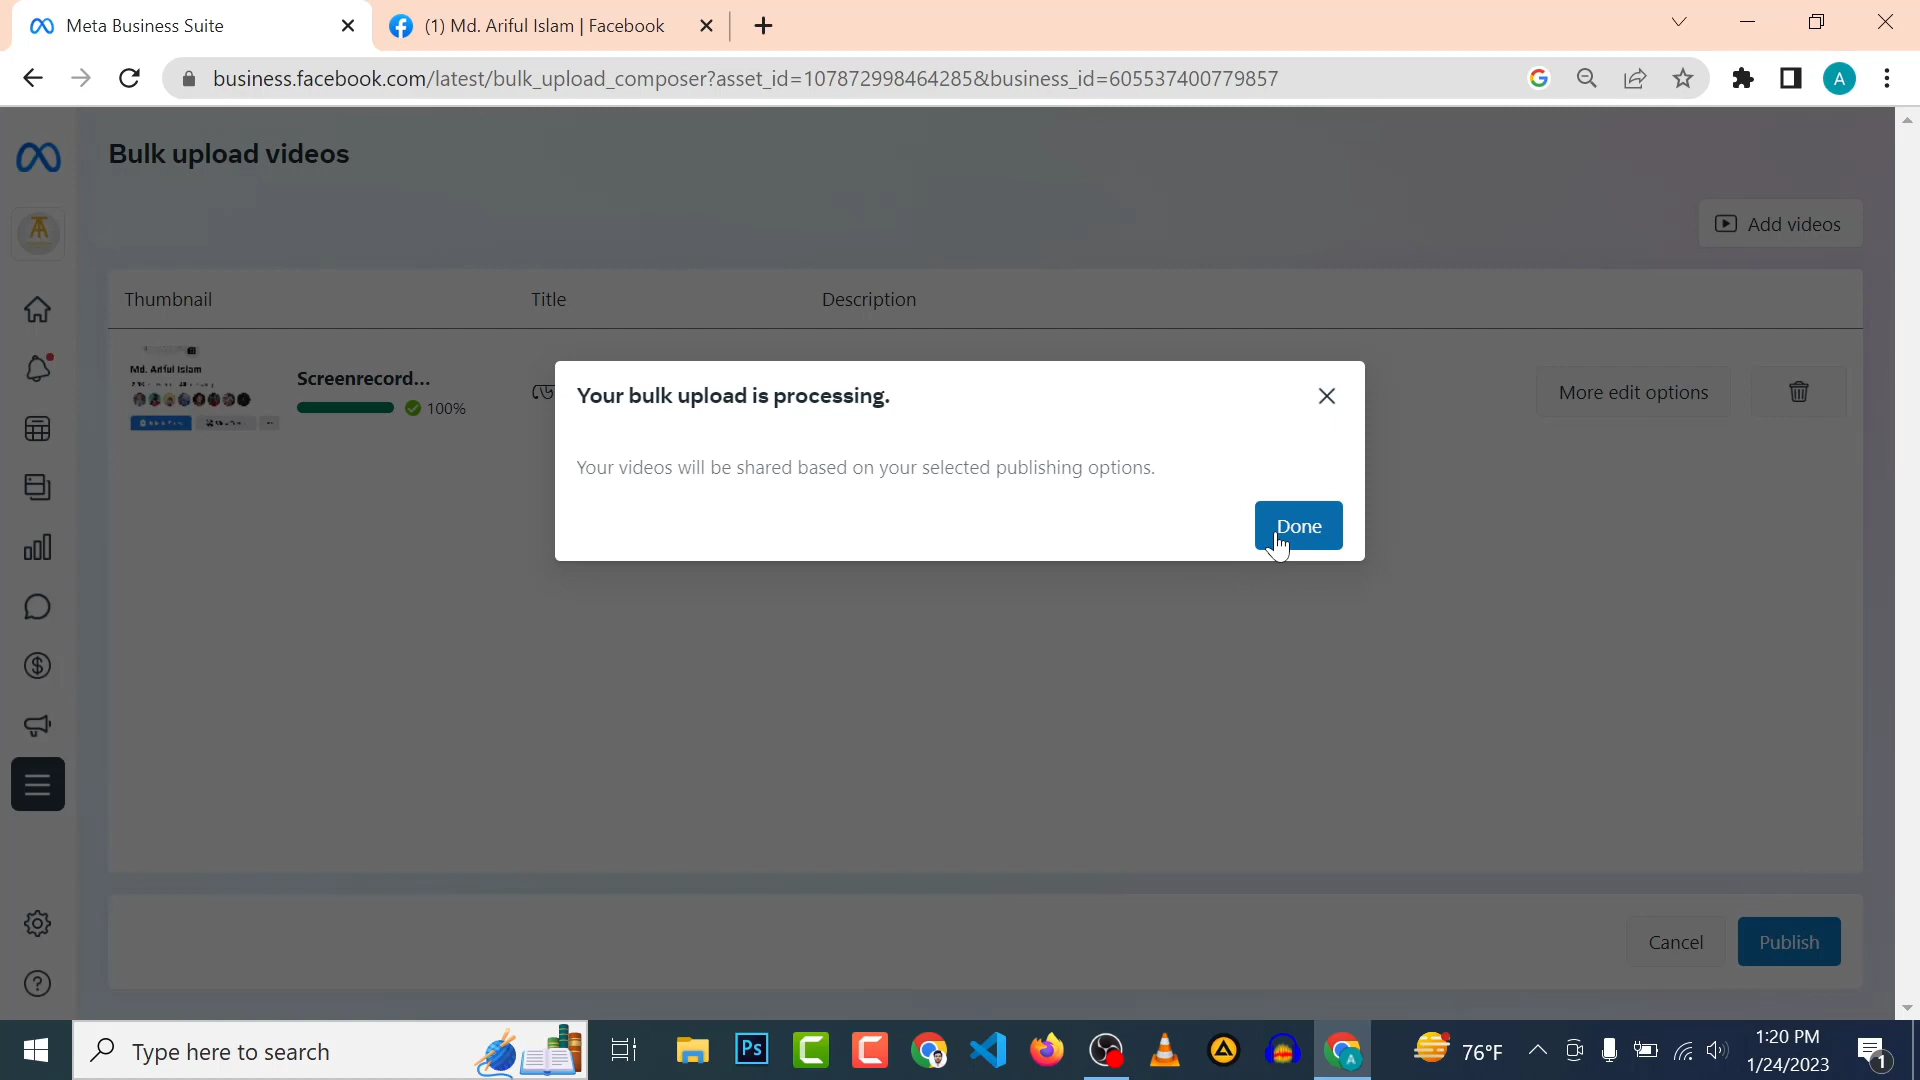 Meta Business Suite
(1) Md. Ariful Islam | Facebook
business.facebook.com/latest/bulk_upload_composer?asset_id=107872998464285&business_id=605537400779857
A
Bulk upload videos
Add videos
Thumbnail
Title
Description
Md. Ariful Islam
Screenrecord...
100%
More edit options
Your bulk upload is processing.
Your videos will be shared based on your selected publishing options.
Done
Cancel
Publish
Type here to search
Ps
A
76°F
1:20 PM
1/24/2023
1